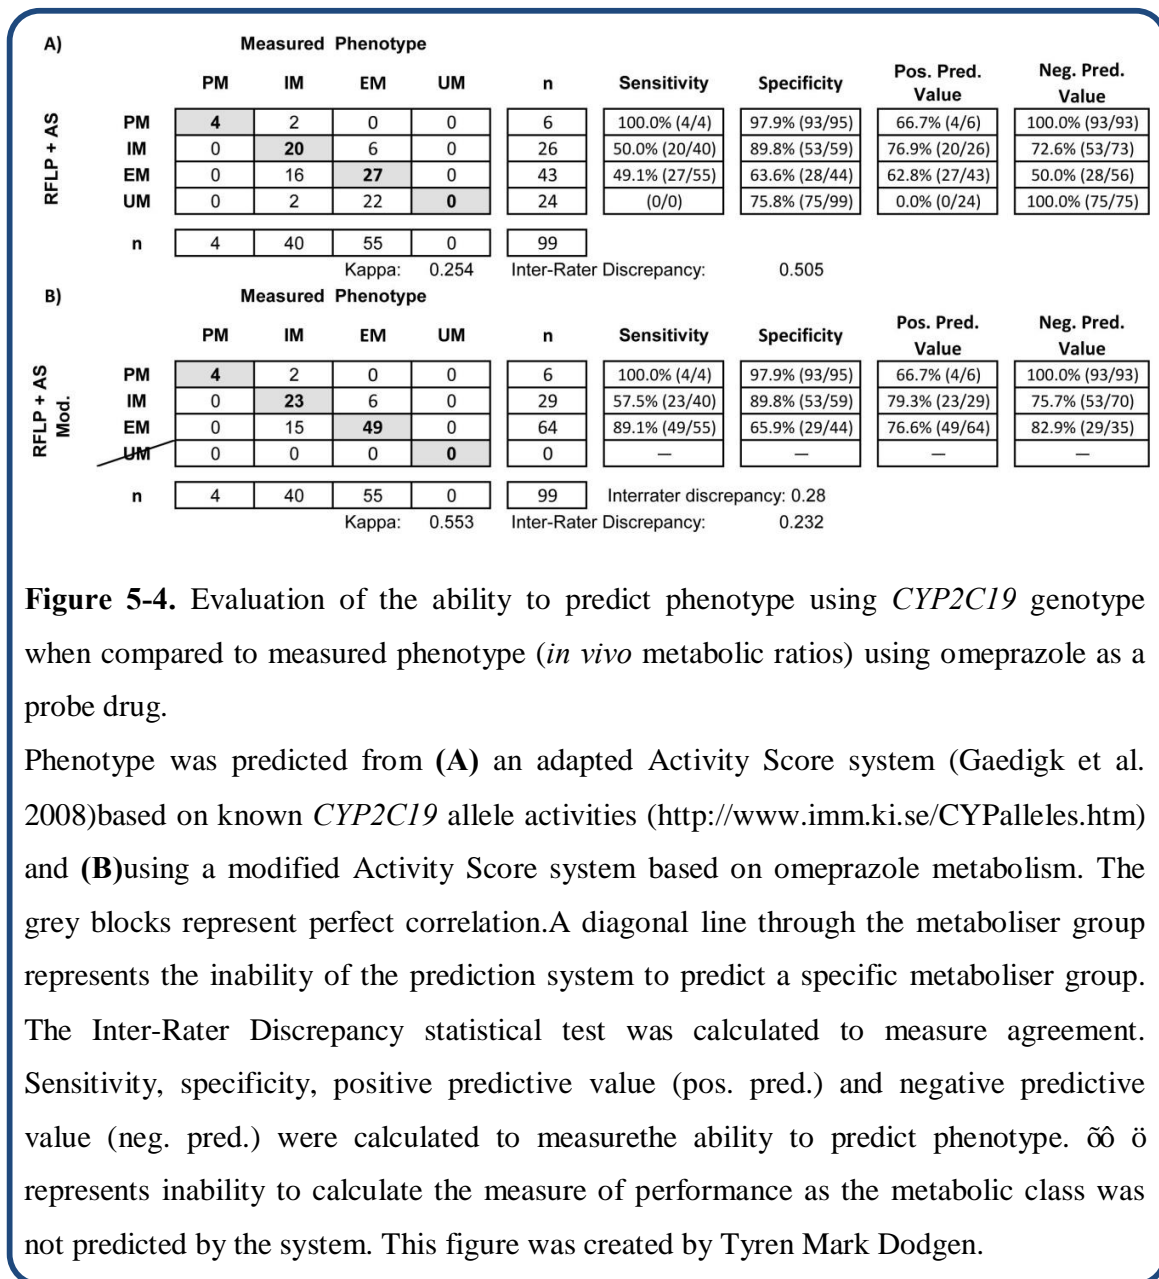 A) Measured Phenotype
PM IM EM UM n Sensitivity Specificity Pos. Pred. Value Neg. Pred. Value
RFLP + AS
PM 4 2 0 0 6 100.0% (4/4) 97.9% (93/95) 66.7% (4/6) 100.0% (93/93)
IM 0 20 6 0 26 50.0% (20/40) 89.8% (53/59) 76.9% (20/26) 72.6% (53/73)
EM 0 16 27 0 43 49.1% (27/55) 63.6% (28/44) 62.8% (27/43) 50.0% (28/56)
UM 0 2 22 0 24 (0/0) 75.8% (75/99) 0.0% (0/24) 100.0% (75/75)
n 4 40 55 0 99
Kappa: 0.254 Inter-Rater Discrepancy: 0.505
B) Measured Phenotype
PM IM EM UM n Sensitivity Specificity Pos. Pred. Value Neg. Pred. Value
RFLP + AS Mod.
PM 4 2 0 0 6 100.0% (4/4) 97.9% (93/95) 66.7% (4/6) 100.0% (93/93)
IM 0 23 6 0 29 57.5% (23/40) 89.8% (53/59) 79.3% (23/29) 75.7% (53/70)
EM 0 15 49 0 64 89.1% (49/55) 65.9% (29/44) 76.6% (49/64) 82.9% (29/35)
UM 0 0 0 0 0 — — — —
n 4 40 55 0 99 Interrater discrepancy: 0.28
Kappa: 0.553 Inter-Rater Discrepancy: 0.232
Figure 5-4. Evaluation of the ability to predict phenotype using CYP2C19 genotype
when compared to measured phenotype (in vivo metabolic ratios) using omeprazole as a
probe drug.
Phenotype was predicted from (A) an adapted Activity Score system (Gaedigk et al.
2008)based on known CYP2C19 allele activities (http://www.imm.ki.se/CYPalleles.htm)
and (B)using a modified Activity Score system based on omeprazole metabolism. The
grey blocks represent perfect correlation.A diagonal line through the metaboliser group
represents the inability of the prediction system to predict a specific metaboliser group.
The Inter-Rater Discrepancy statistical test was calculated to measure agreement.
Sensitivity, specificity, positive predictive value (pos. pred.) and negative predictive
value (neg. pred.) were calculated to measurethe ability to predict phenotype. õô ö
represents inability to calculate the measure of performance as the metabolic class was
not predicted by the system. This figure was created by Tyren Mark Dodgen.